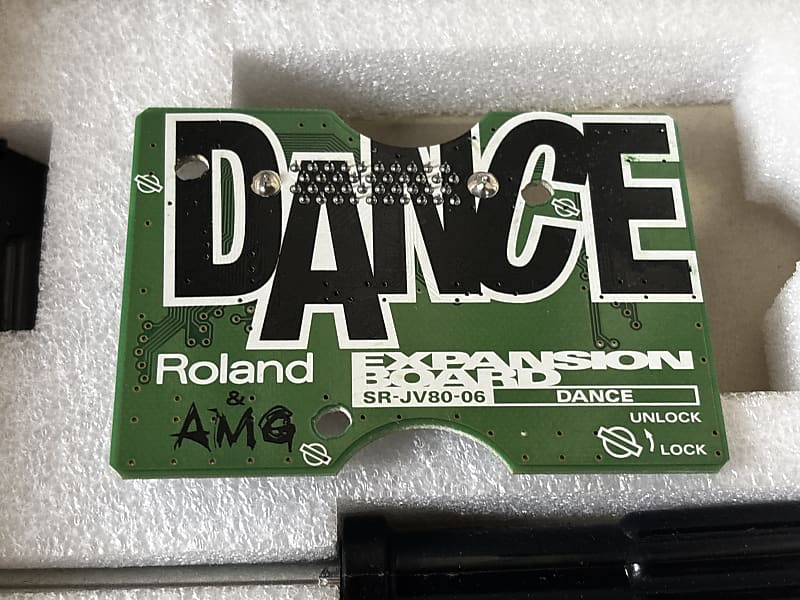 DANCE
Roland
&
AMG
EXPANSION
BOARD
SR-JV80-06
DANCE
UNLOCK
LOCK